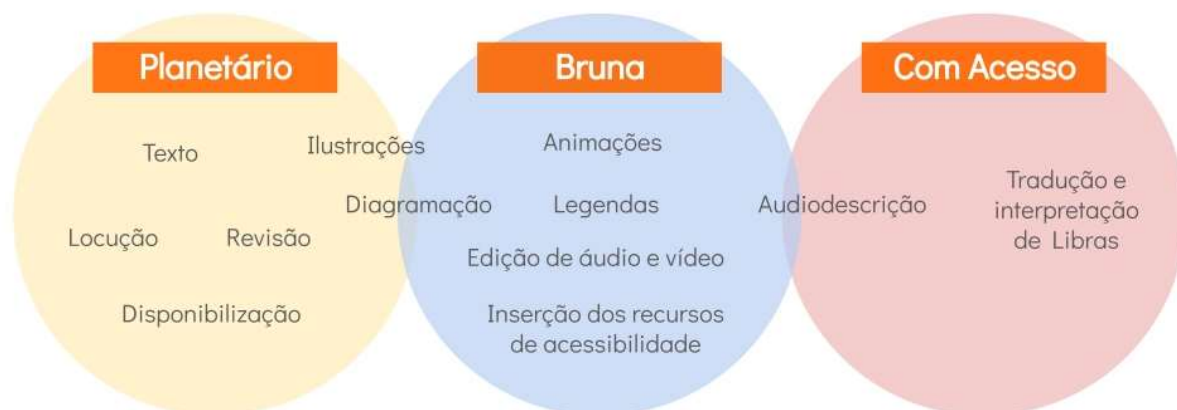 Planetário
Texto
Ilustrações
Diagramação
Locução
Revisão
Disponibilização
Bruna
Animações
Legendas
Edição de áudio e vídeo
Inserção dos recursos
de acessibilidade
Com Acesso
Audiodescrição
Tradução e
interpretação
de Libras